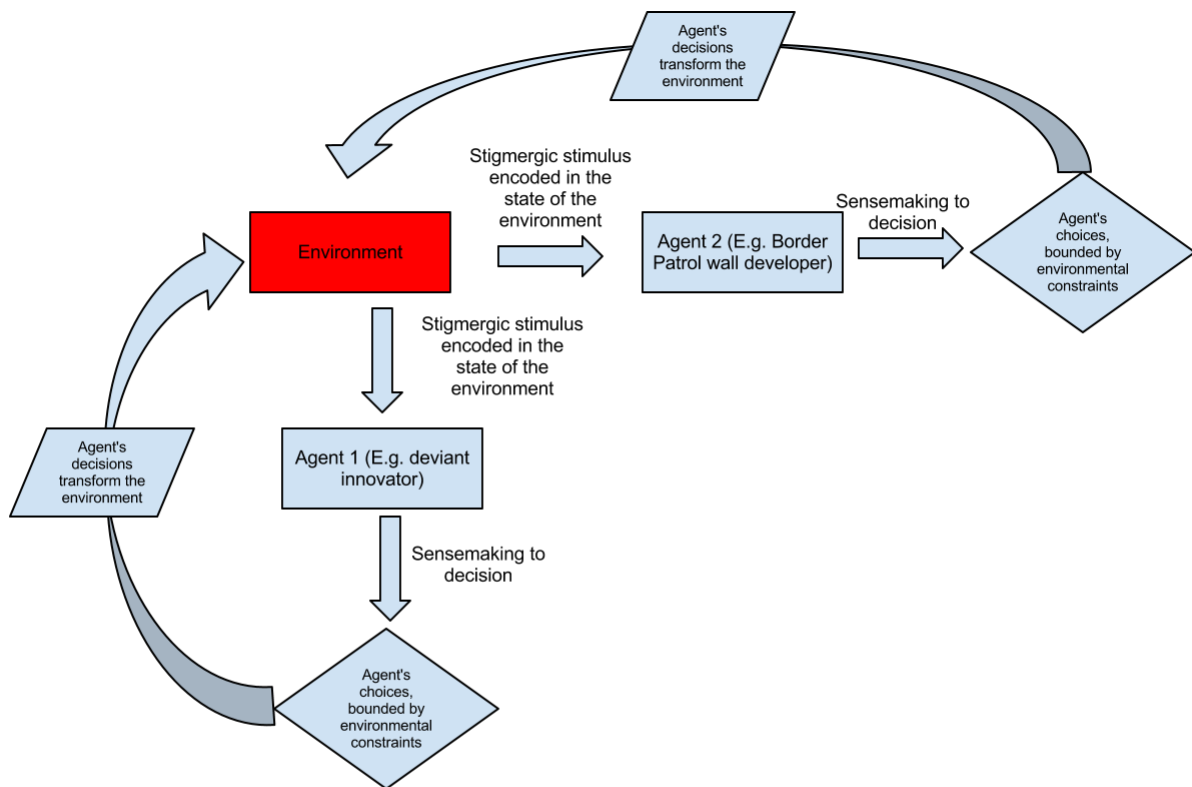 Agent's
decisions
transform the
environment
Stigmergic stimulus
encoded in the
state of the
environment
Sensemaking to
decision
Environment
Agent 2 (E.g. Border
Patrol wall developer)
Agent's
choices,
bounded by
environmental
constraints
Stigmergic stimulus
encoded in the
state of the
environment
Agent's
decisions
transform the
environment
Agent 1 (E.g. deviant
innovator)
Sensemaking to
decision
Agent's
choices,
bounded by
environmental
constraints